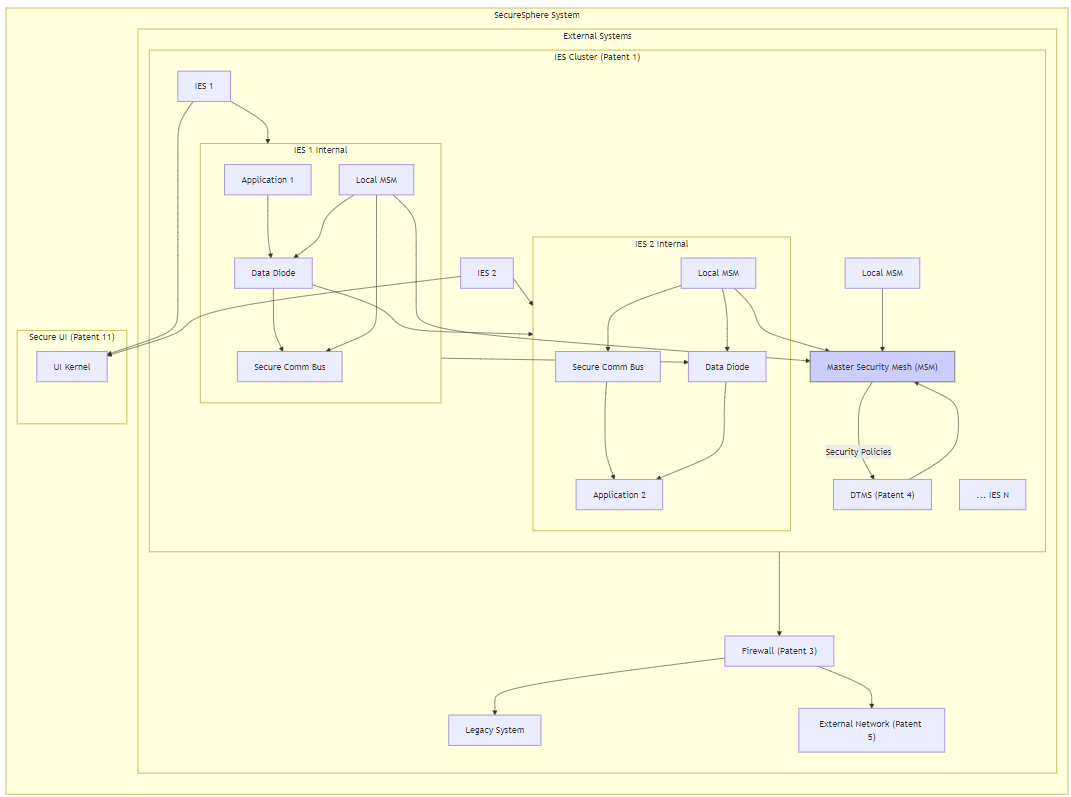 SecureSphere System
External Systems
IES Cluster (Patent 1)
IES 1
IES 1 Internal
Application 1
Local MSM
IES 2 Internal
Data Diode
IES 2
Local MSM
Local MSM
Secure UI (Patent 11)
UI Kernel
Secure Comm Bus
Secure Comm Bus
Data Diode
Master Security Mesh (MSM)
Security Policies
Application 2
DTMS (Patent 4)
... IES N
Firewall (Patent 3)
Legacy System
External Network (Patent
5)